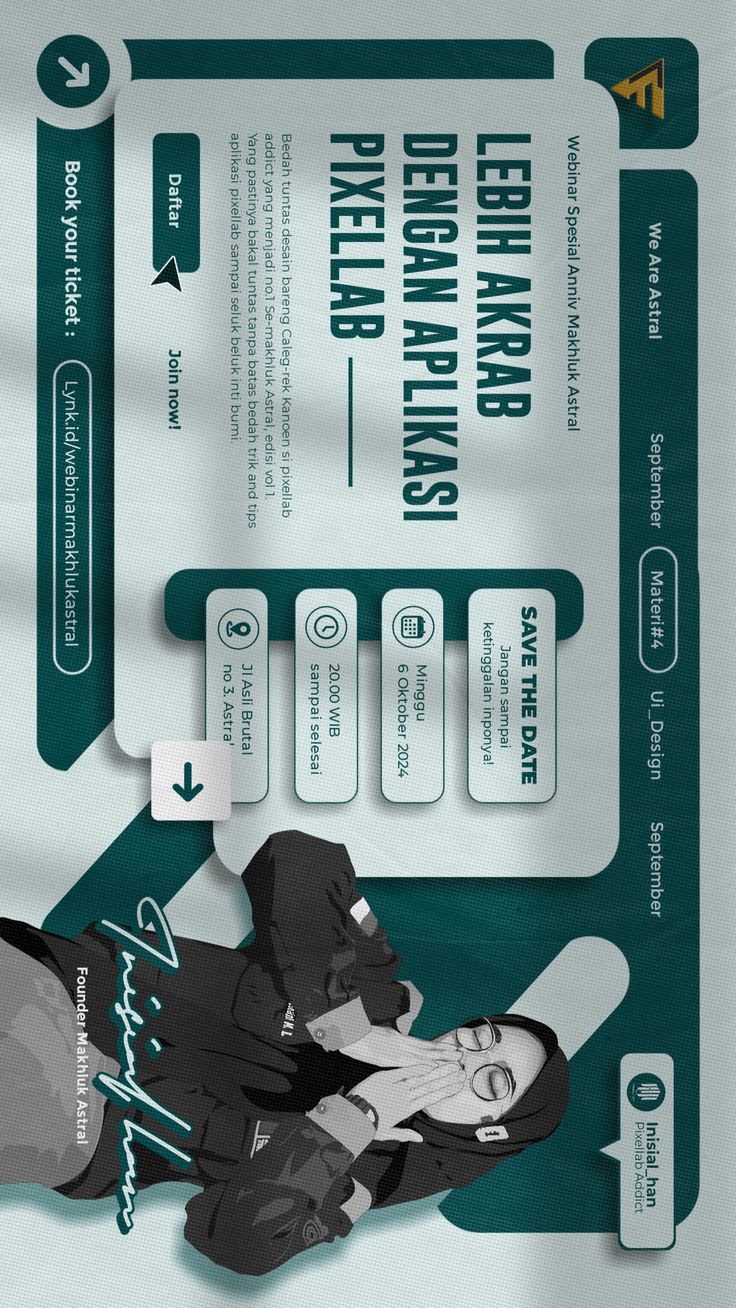 We Are Astral
September
Materi#4
Ui_Design
September
Inisial_han
Pixellab Addict
Webinar Spesial Anniv Makhluk Astral
LEBIH AKRAB
DENGAN APLIKASI
PIXELLAB
Bedah tuntas desain bareng Caleg-rek Kanoen si pixellab
addict yang menjadi no.1 Se-makhluk Astral, edisi vol 1.
Yang pastinya bakal tuntas tanpa batas bedah trik and tips
aplikasi pixellab sampai seluk beluk inti bumi.
Daftar
Join now!
SAVE THE DATE
Jangan sampai
ketinggalan inponya!
Minggu
6 Oktober 2024
20.00 WIB
sampai selesai
Jl Asli Brutal
no 3. Astral
Inisial han
Founder Makhluk Astral
Book your ticket :
Lynk.id/webinarmakhlukastral